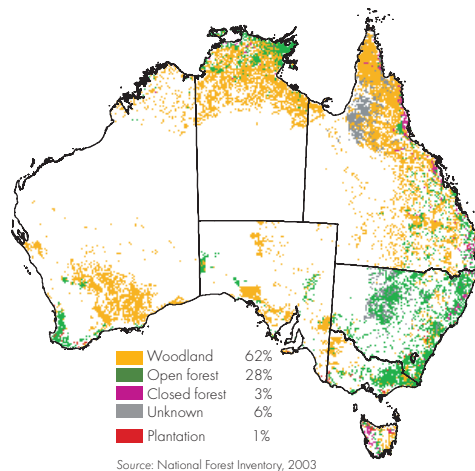 Woodland 62%
Open forest 28%
Closed forest 3%
Unknown 6%
Plantation 1%
Source: National Forest Inventory, 2003